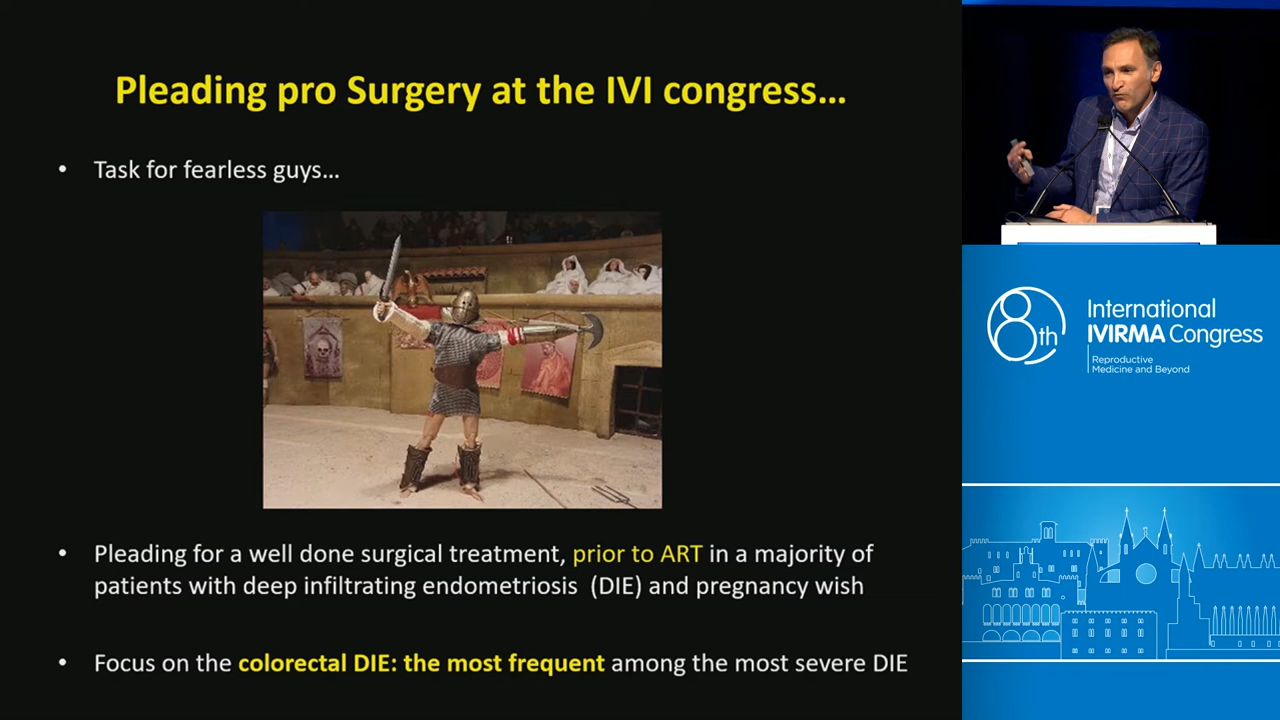 Pleading pro Surgery at the IVI congress…
• Task for fearless guys…
• Pleading for a well done surgical treatment, prior to ART in a majority of
patients with deep infiltrating endometriosis (DIE) and pregnancy wish
• Focus on the colorectal DIE: the most frequent among the most severe DIE
8th
International
IVIRMA Congress
Reproductive
Medicine and Beyond